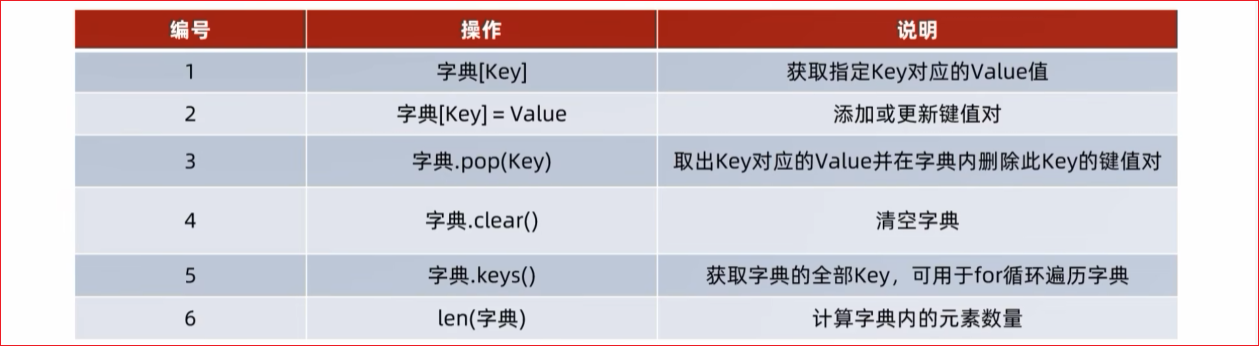 编号 操作 说明
1 字典[Key] 获取指定Key对应的Value值
2 字典[Key] = Value 添加或更新键值对
3 字典.pop(Key) 取出Key对应的Value并在字典内删除此Key的键值对
4 字典.clear() 清空字典
5 字典.keys() 获取字典的全部Key，可用于for循环遍历字典
6 len(字典) 计算字典内的元素数量